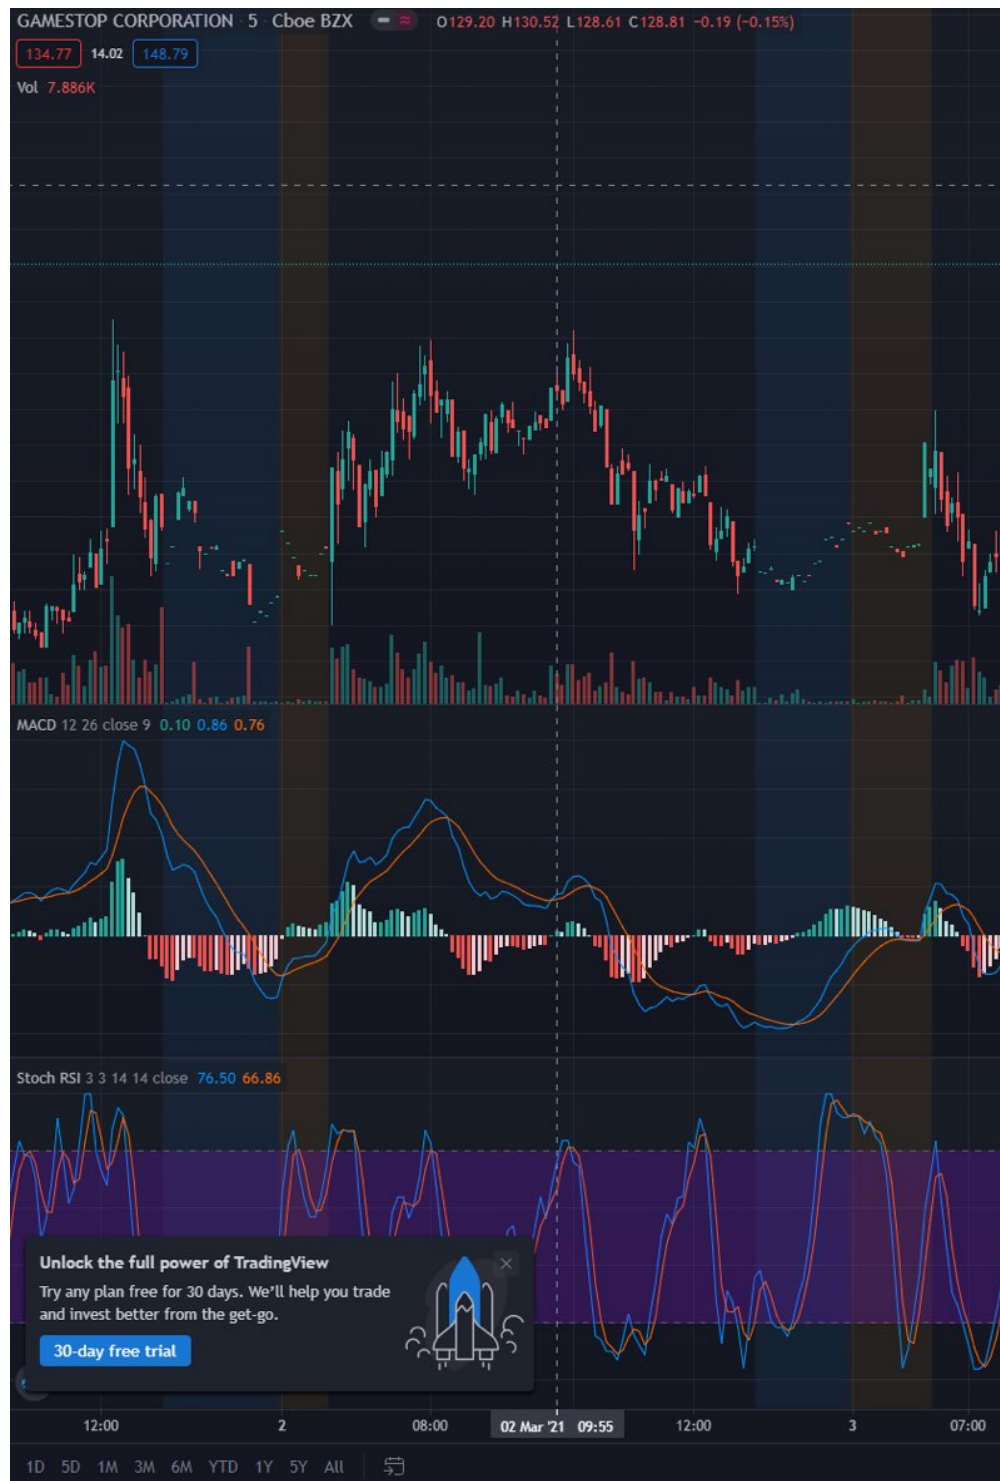 GAMESTOP CORPORATION · 5 · Cboe BZX O129.20 H130.52 L128.61 C128.81 −0.19 (−0.15%)
134.77 14.02 148.79
Vol 7.886K
MACD 12 26 close 9 0.10 0.86 0.76
Stoch RSI 3 3 14 14 close 76.50 66.86
Unlock the full power of TradingView
Try any plan free for 30 days. We'll help you trade
and invest better from the get-go.
30-day free trial
12:00 2 08:00 02 Mar '21 09:55 12:00 3 07:00
1D 5D 1M 3M 6M YTD 1Y 5Y All